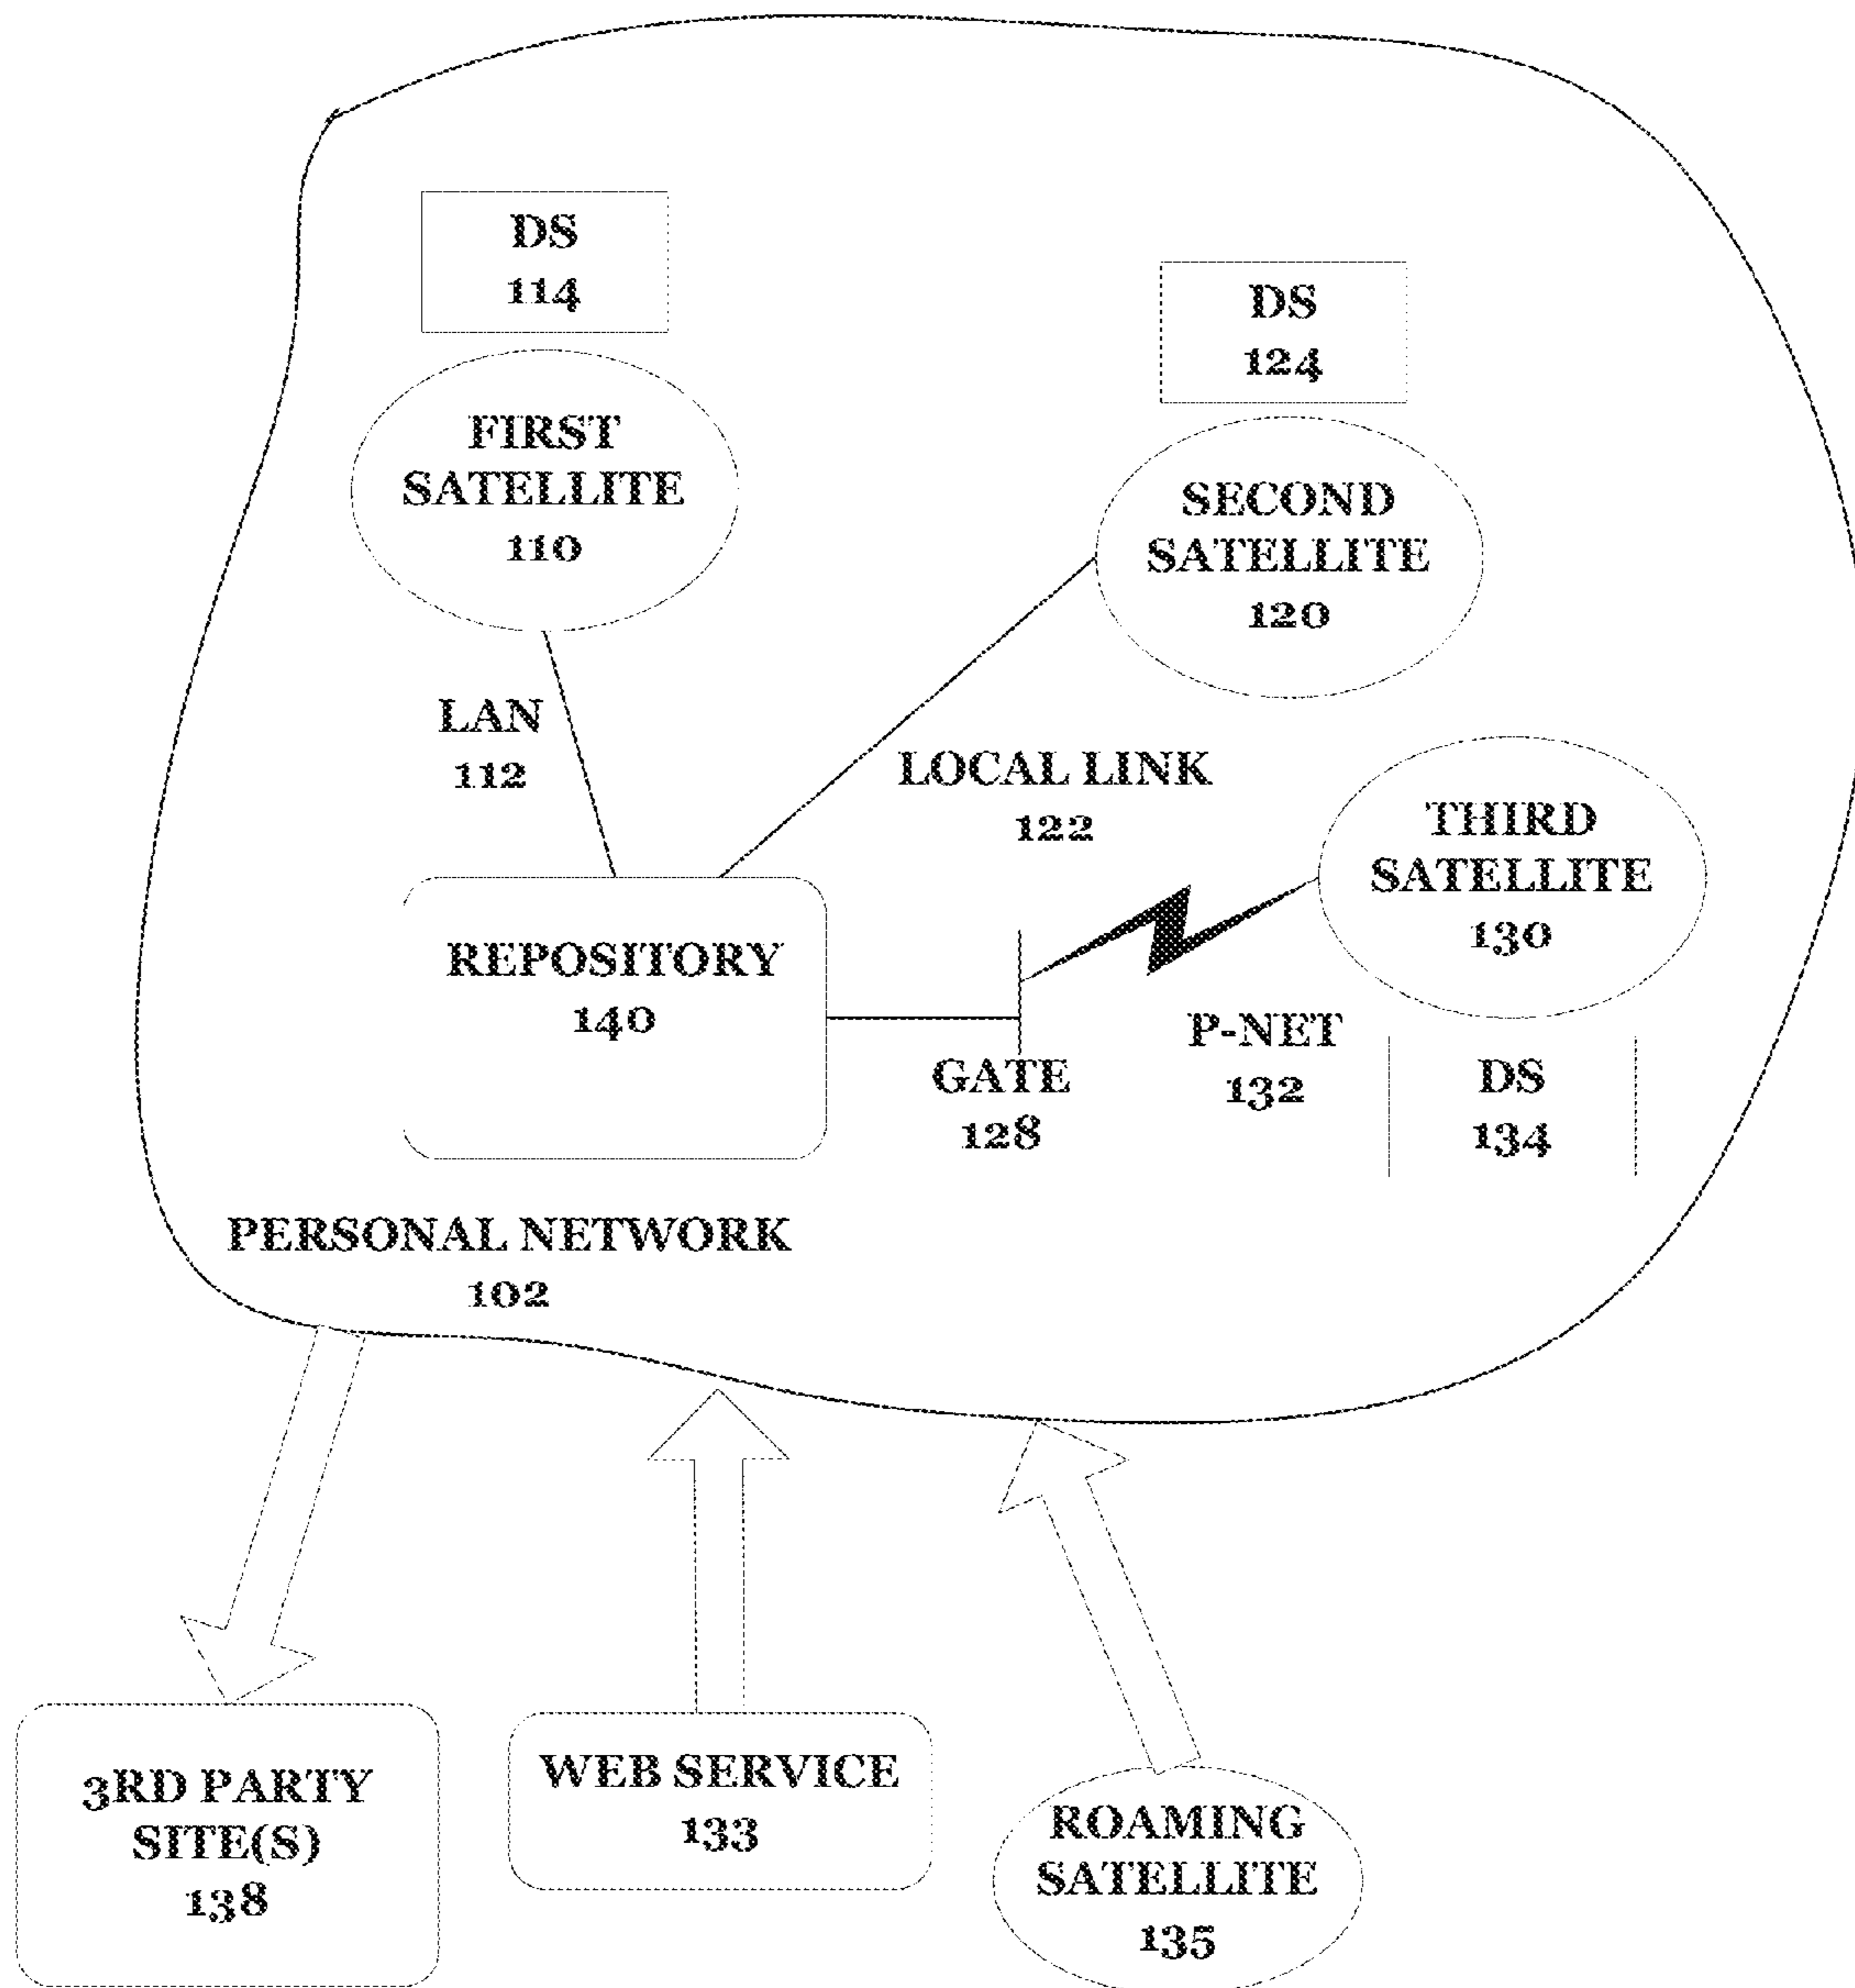 DS
114
DS
124
FIRST
SATELLITE
110
SECOND
SATELLITE
120
LAN
112
LOCAL LINK
122
THIRD
SATELLITE
130
REPOSITORY
140
P-NET
132
GATE
128
DS
134
PERSONAL NETWORK
102
3RD PARTY
SITE(S)
138
WEB SERVICE
133
ROAMING
SATELLITE
135